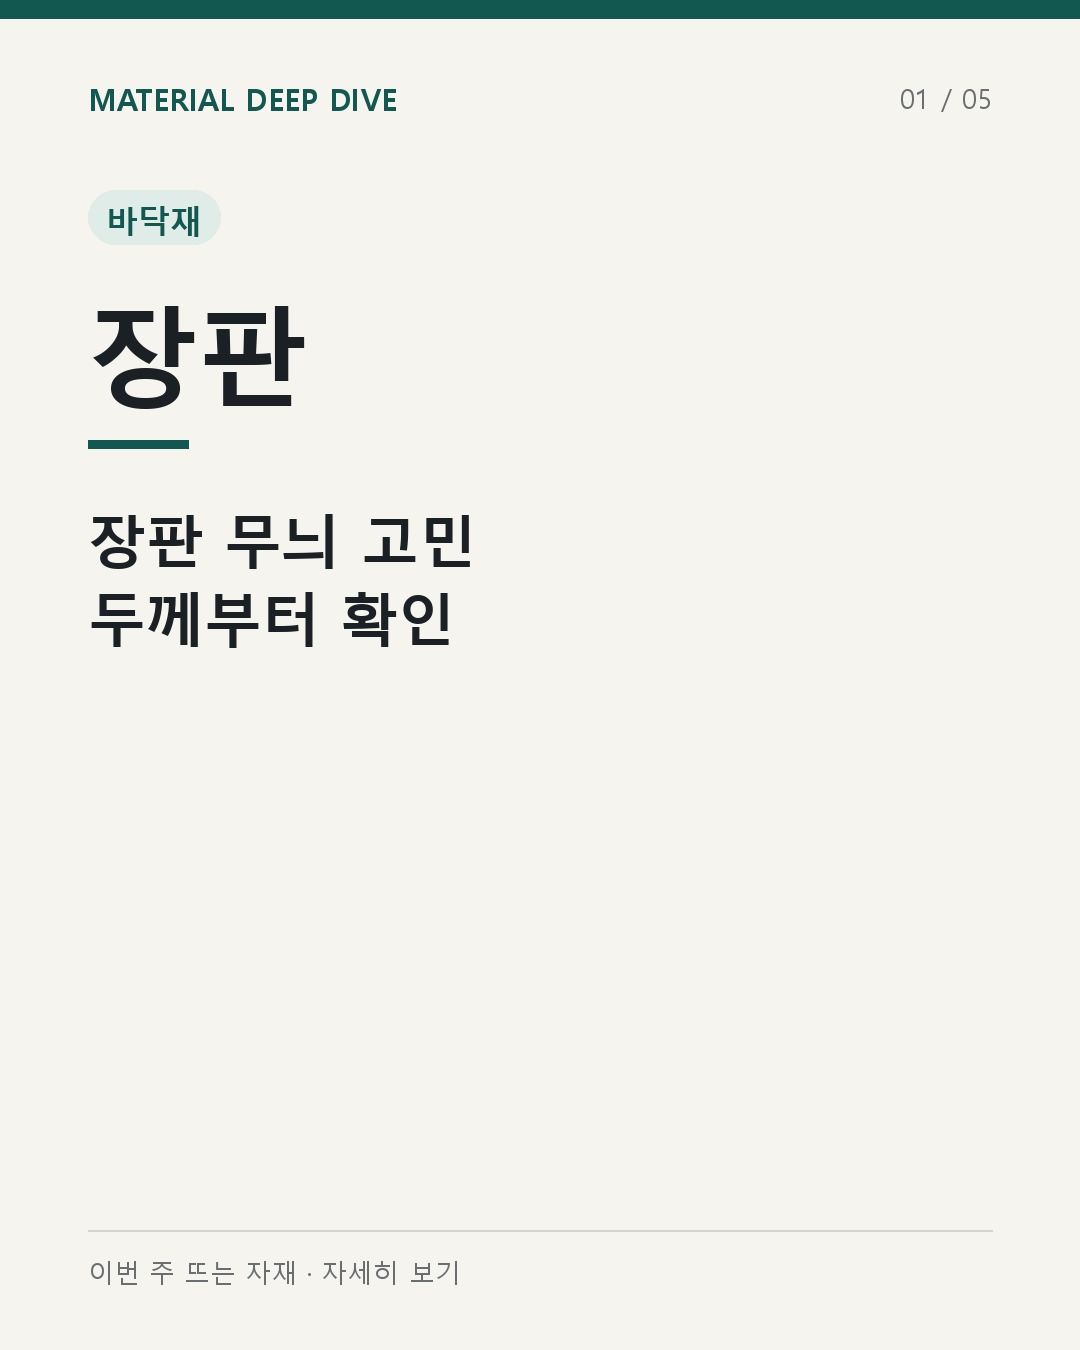 MATERIAL DEEP DIVE
01 / 05
바닥재
장판
장판 무늬 고민
두께부터 확인
이번 주 뜨는 자재 · 자세히 보기